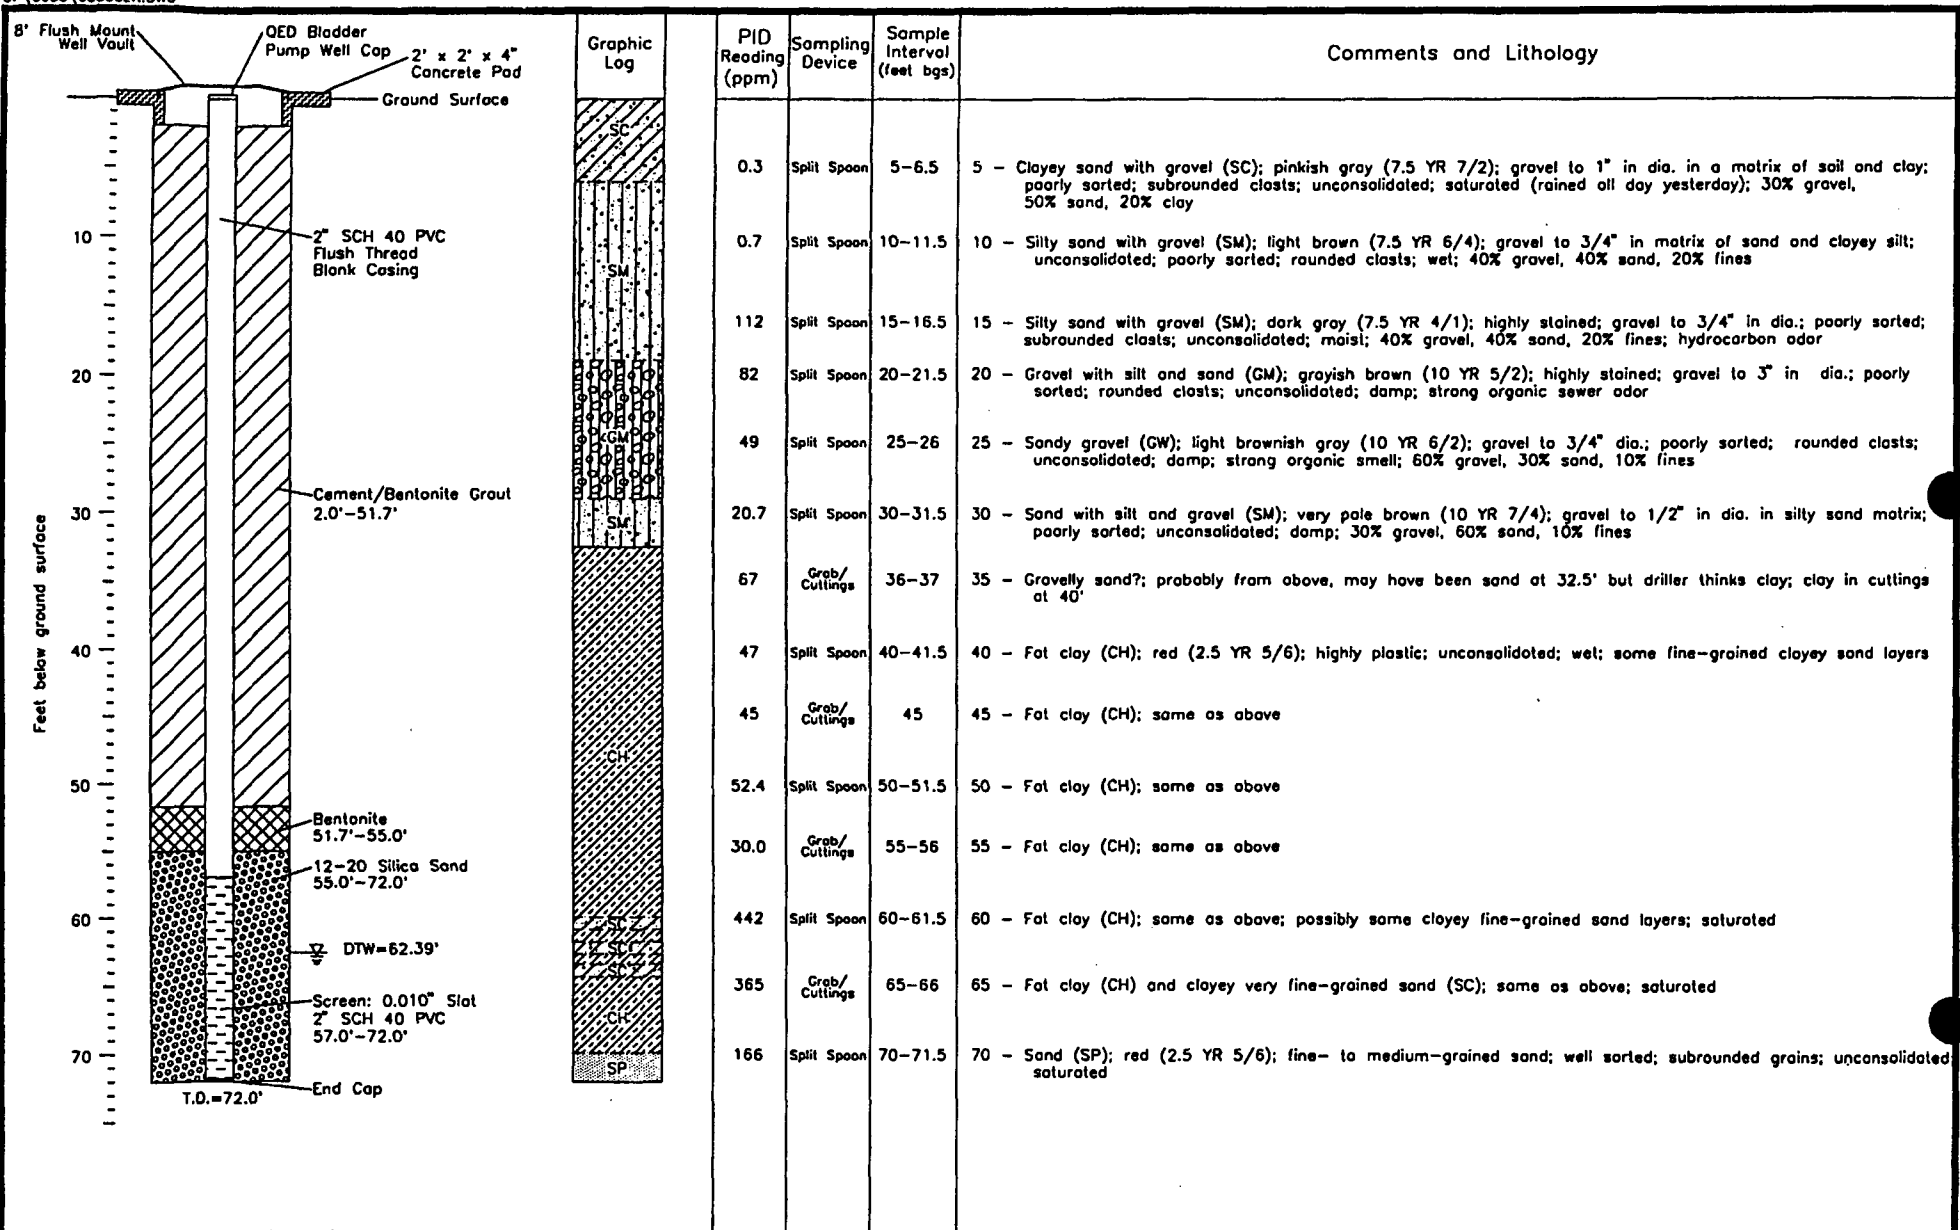 8' Flush Mount
Well Vault
QED Bladder
Pump Well Cap
2' x 2' x 4"
Concrete Pad
Ground Surface
Graphic
Log
PID
Reading
(ppm)
Sampling
Device
Sample
Interval
(feet bgs)
Comments and Lithology
SC
0.3 Split Spoon 5-6.5 5 - Clayey sand with gravel (SC); pinkish gray (7.5 YR 7/2); gravel to 1" in dia. in a matrix of soil and clay;
poorly sorted; subrounded clasts; unconsolidated; saturated (rained all day yesterday); 30% gravel,
50% sand, 20% clay
10
2" SCH 40 PVC
Flush Thread
Blank Casing
SM
0.7 Split Spoon 10-11.5 10 - Silty sand with gravel (SM); light brown (7.5 YR 6/4); gravel to 3/4" in matrix of sand and clayey silt;
unconsolidated; poorly sorted; rounded clasts; wet; 40% gravel, 40% sand, 20% fines
112 Split Spoon 15-16.5 15 - Silty sand with gravel (SM); dark gray (7.5 YR 4/1); highly stained; gravel to 3/4" in dia.; poorly sorted;
subrounded clasts; unconsolidated; moist; 40% gravel, 40% sand, 20% fines; hydrocarbon odor
20
82 Split Spoon 20-21.5 20 - Gravel with silt and sand (GM); grayish brown (10 YR 5/2); highly stained; gravel to 3" in dia.; poorly
sorted; rounded clasts; unconsolidated; damp; strong organic sewer odor
GM
49 Split Spoon 25-26 25 - Sandy gravel (GW); light brownish gray (10 YR 6/2); gravel to 3/4" dia.; poorly sorted; rounded clasts;
unconsolidated; damp; strong organic smell; 60% gravel, 30% sand, 10% fines
Cement/Bentonite Grout
2.0'-51.7'
30
SM
20.7 Split Spoon 30-31.5 30 - Sand with silt and gravel (SM); very pale brown (10 YR 7/4); gravel to 1/2" in dia. in silty sand matrix;
poorly sorted; unconsolidated; damp; 30% gravel, 60% sand, 10% fines
Feet below ground surface
67 Grab/
Cuttings 36-37 35 - Gravelly sand?; probably from above, may have been sand at 32.5' but driller thinks clay; clay in cuttings
at 40'
40
47 Split Spoon 40-41.5 40 - Fat clay (CH); red (2.5 YR 5/6); highly plastic; unconsolidated; wet; some fine-grained clayey sand layers
45 Grab/
Cuttings 45 45 - Fat clay (CH); same as above
CH
50
52.4 Split Spoon 50-51.5 50 - Fat clay (CH); same as above
Bentonite
51.7'-55.0'
30.0 Grab/
Cuttings 55-56 55 - Fat clay (CH); same as above
12-20 Silica Sand
55.0'-72.0'
60
SC
442 Split Spoon 60-61.5 60 - Fat clay (CH); same as above; possibly some clayey fine-grained sand layers; saturated
DTW=62.39'
SC
SC
365 Grab/
Cuttings 65-66 65 - Fat clay (CH) and clayey very fine-grained sand (SC); same as above; saturated
Screen: 0.010" Slot
2" SCH 40 PVC
57.0'-72.0'
CH
70
SP
166 Split Spoon 70-71.5 70 - Sand (SP); red (2.5 YR 5/6); fine- to medium-grained sand; well sorted; subrounded grains; unconsolidated;
saturated
End Cap
T.D.=72.0'